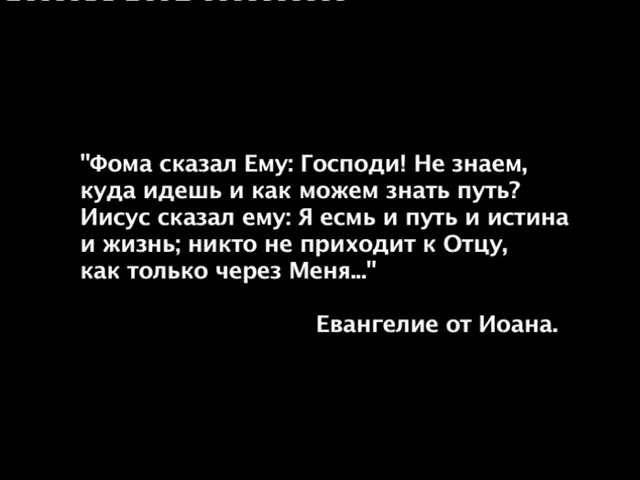 "Фома сказал Ему: Господи! Не знаем,
куда идешь и как можем знать путь?
Иисус сказал ему: Я есмь и путь и истина
и жизнь; никто не приходит к Отцу,
как только через Меня..."
Евангелие от Иоана.